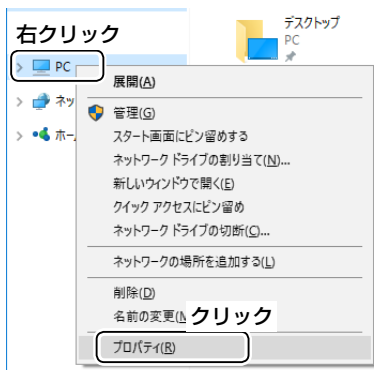 右クリック
デスクトップ
PC
PC
展開(A)
ネッ
管理(G)
スタート画面にピン留めする
ホー
ネットワーク ドライブの割り当て(N)...
新しいウィンドウで開く(E)
クイック アクセスにピン留め
ネットワーク ドライブの切断(C)...
ネットワークの場所を追加する(L)
削除(D)
名前の変更(
クリック
プロパティ(R)